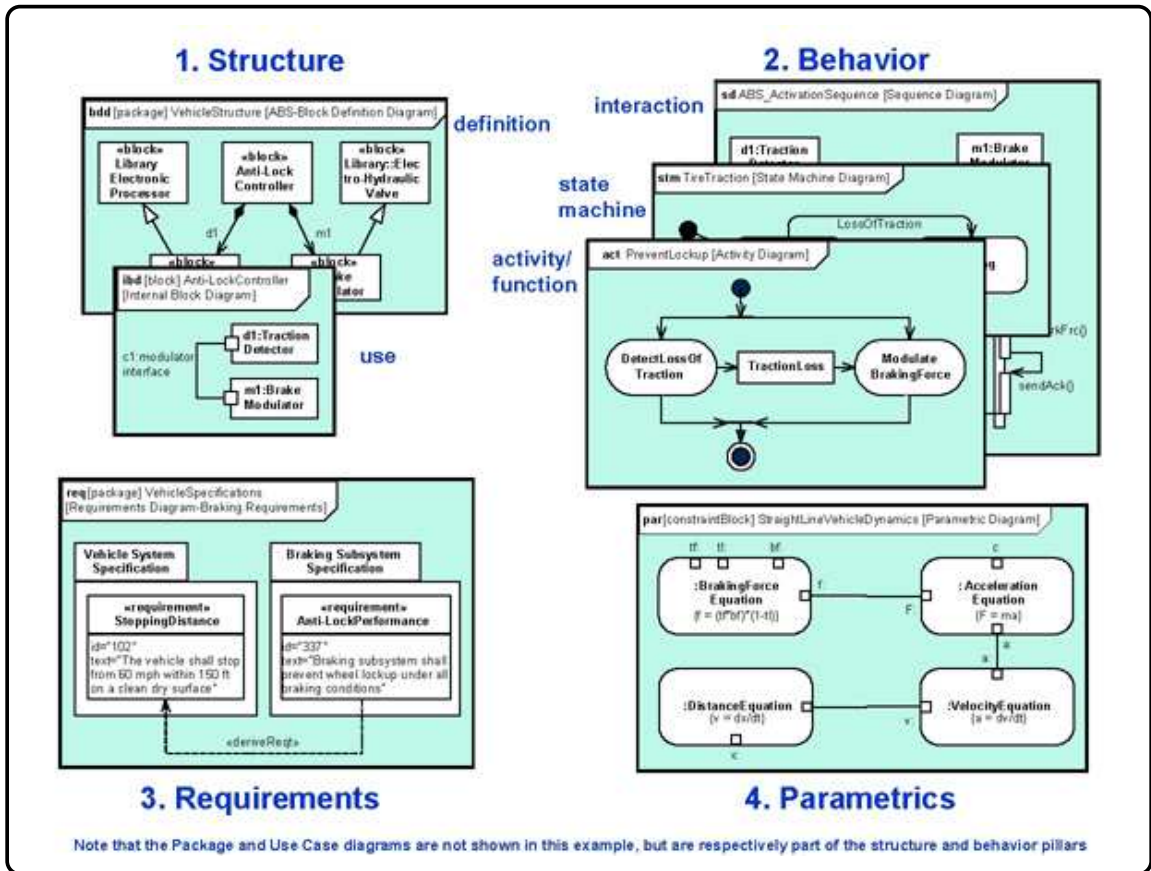 1. Structure
2. Behavior
bdd [package] VehicleStructure [ABS-Block Definition Diagram]
definition
«block»
Library
Electronic
Processor
«block»
Anti-Lock
Controller
«block»
Library::Elec
tro-Hydraulic
Valve
d1
m1
«block»
«block»
ibd [block] Anti-LockController
[Internal Block Diagram]
d1:Traction
Detector
c1:modulator
interface
m1:Brake
Modulator
use
interaction
sd ABS_ActivationSequence [Sequence Diagram]
d1:Traction
Detector
m1:Brake
Modulator
state
machine
stm TireTraction [State Machine Diagram]
LossOfTraction
activity/
function
act PreventLockup [Activity Diagram]
DetectLossOf
Traction
TractionLoss
Modulate
BrakingForce
sendAck()
req [package] VehicleSpecifications
[Requirements Diagram-Braking Requirements]
Vehicle System
Specification
Braking Subsystem
Specification
«requirement»
StoppingDistance
id="102"
text="The vehicle shall stop
from 60 mph within 150 ft
on a clean dry surface"
«requirement»
Anti-LockPerformance
id="337"
text="Braking subsystem shall
prevent wheel lockup under all
braking conditions"
«deriveReqt»
par [constraintBlock] StraightLineVehicleDynamics [Parametric Diagram]
tf:
tl:
bf:
:BrakingForce
Equation
{f = (tf*bf)*(1-tl)}
f:
F:
c
:Acceleration
Equation
{F = ma}
a:
a:
:DistanceEquation
{v = dx/dt}
v:
:VelocityEquation
{a = dv/dt}
3. Requirements
4. Parametrics
Note that the Package and Use Case diagrams are not shown in this example, but are respectively part of the structure and behavior pillars